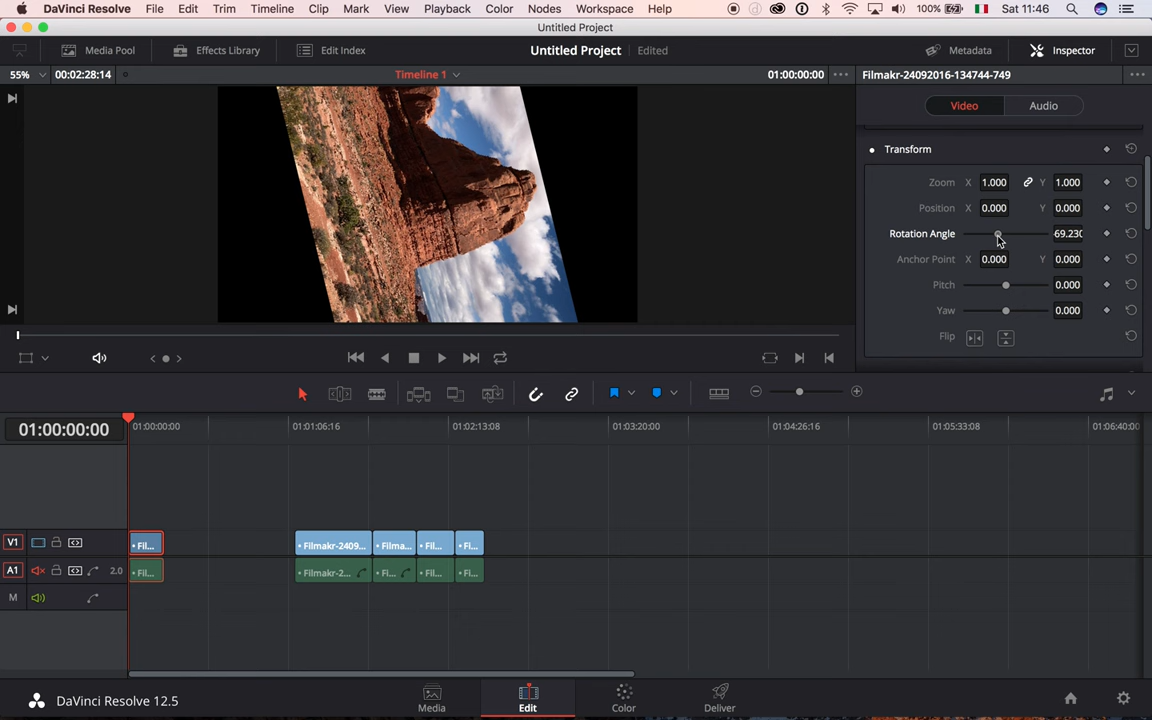 DaVinci Resolve File Edit Trim Timeline Clip Mark View Playback Color Nodes Workspace Help 100% Sat 11:46
Untitled Project
Media Pool Effects Library Edit Index Untitled Project Edited Metadata Inspector
55% 00:02:28:14 Timeline 1 01:00:00:00 Filmakr-24092016-134744-749
Video Audio
Transform
Zoom X 1.000 Y 1.000
Position X 0.000 Y 0.000
Rotation Angle 69.230
Anchor Point X 0.000 Y 0.000
Pitch 0.000
Yaw 0.000
Flip
01:00:00:00 01:00:00:00 01:01:06:16 01:02:13:08 01:03:20:00 01:04:26:16 01:05:33:08 01:06:40:00
V1 • Fil... • Filmakr-2409... • Filma... • Fil... • Fi...
A1 2.0 • Fil... • Filmakr-2... • Fi... • Fil... • Fi...
M
DaVinci Resolve 12.5 Media Edit Color Deliver